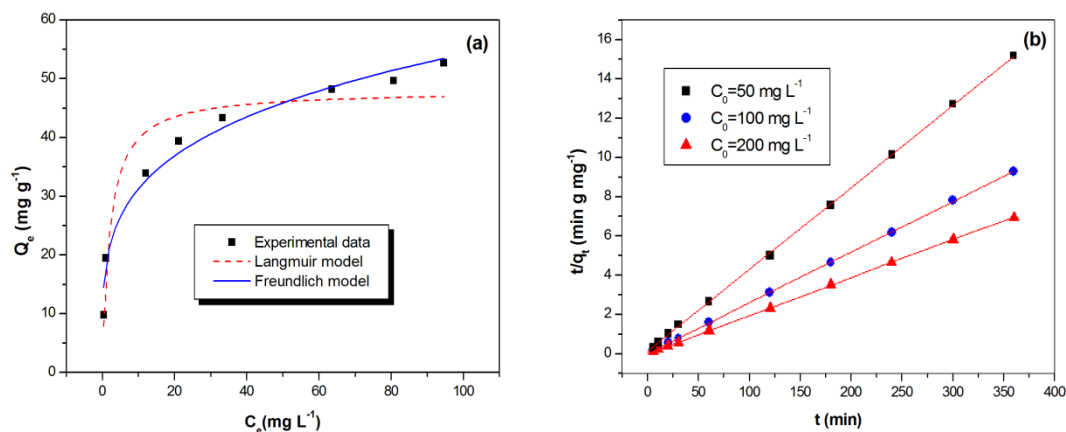 (a)
60
50
40
30
20
10
0
Qe (mg g-1)
Experimental data
Langmuir model
Freundlich model
0 20 40 60 80 100
Ce(mg L-1)
(b)
16
14
12
10
8
6
4
2
0
t/qt (min g mg-1)
C0=50 mg L-1
C0=100 mg L-1
C0=200 mg L-1
0 50 100 150 200 250 300 350 400
t (min)